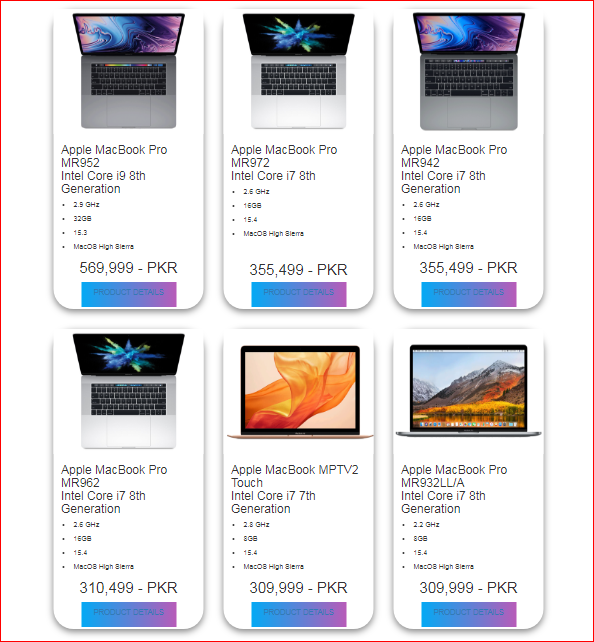 Apple MacBook Pro
MR952
Intel Core i9 8th
Generation
2.9 GHz
32GB
15.3
MacOS High Sierra
569,999 - PKR
PRODUCT DETAILS
Apple MacBook Pro
MR972
Intel Core i7 8th
2.6 GHz
16GB
15.4
MacOS High Sierra
355,499 - PKR
PRODUCT DETAILS
Apple MacBook Pro
MR942
Intel Core i7 8th
Generation
2.6 GHz
16GB
15.4
MacOS High Sierra
355,499 - PKR
PRODUCT DETAILS
Apple MacBook Pro
MR962
Intel Core i7 8th
Generation
2.6 GHz
16GB
15.4
MacOS High Sierra
310,499 - PKR
PRODUCT DETAILS
Apple MacBook MPTV2
Touch
Intel Core i7 7th
Generation
2.8 GHz
8GB
15.4
MacOS High Sierra
309,999 - PKR
PRODUCT DETAILS
Apple MacBook Pro
MR932LL/A
Intel Core i7 8th
Generation
2.2 GHz
8GB
15.4
MacOS High Sierra
309,999 - PKR
PRODUCT DETAILS